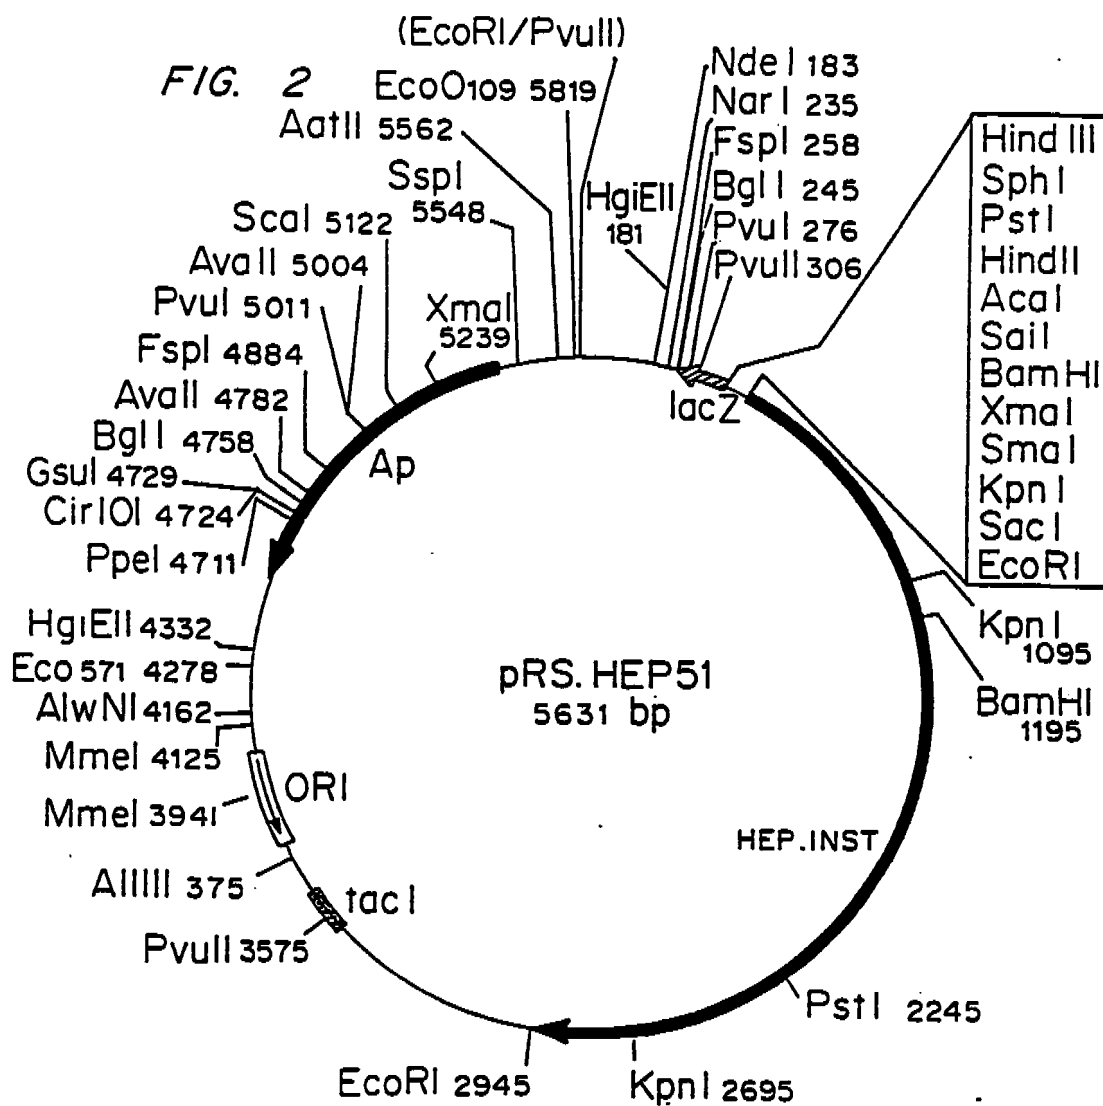 FIG. 2
(EcoRI/PvuII)
EcoO109 5819
AatII 5562
SspI
5548
ScaI 5122
AvaII 5004
PvuI 5011
XmaI
5239
FspI 4884
AvaII 4782
BglI 4758
GsuI 4729
Cir10I 4724
PpeI 4711
HgiEII 4332
Eco 571 4278
AlwNI 4162
MmeI 4125
MmeI 3941
AIIIIII 375
PvuII 3575
EcoRI 2945
KpnI 2695
PstI 2245
BamHI
1195
KpnI
1095
HgiEII
181
NdeI 183
NarI 235
FspI 258
BglI 245
PvuI 276
PvuII 306
HindIII
SphI
PstI
HindII
AcaI
SaiI
BamHI
XmaI
SmaI
KpnI
SacI
EcoRI
lacZ
Ap
ORI
tacI
pRS.HEP51
5631 bp
HEP.INST